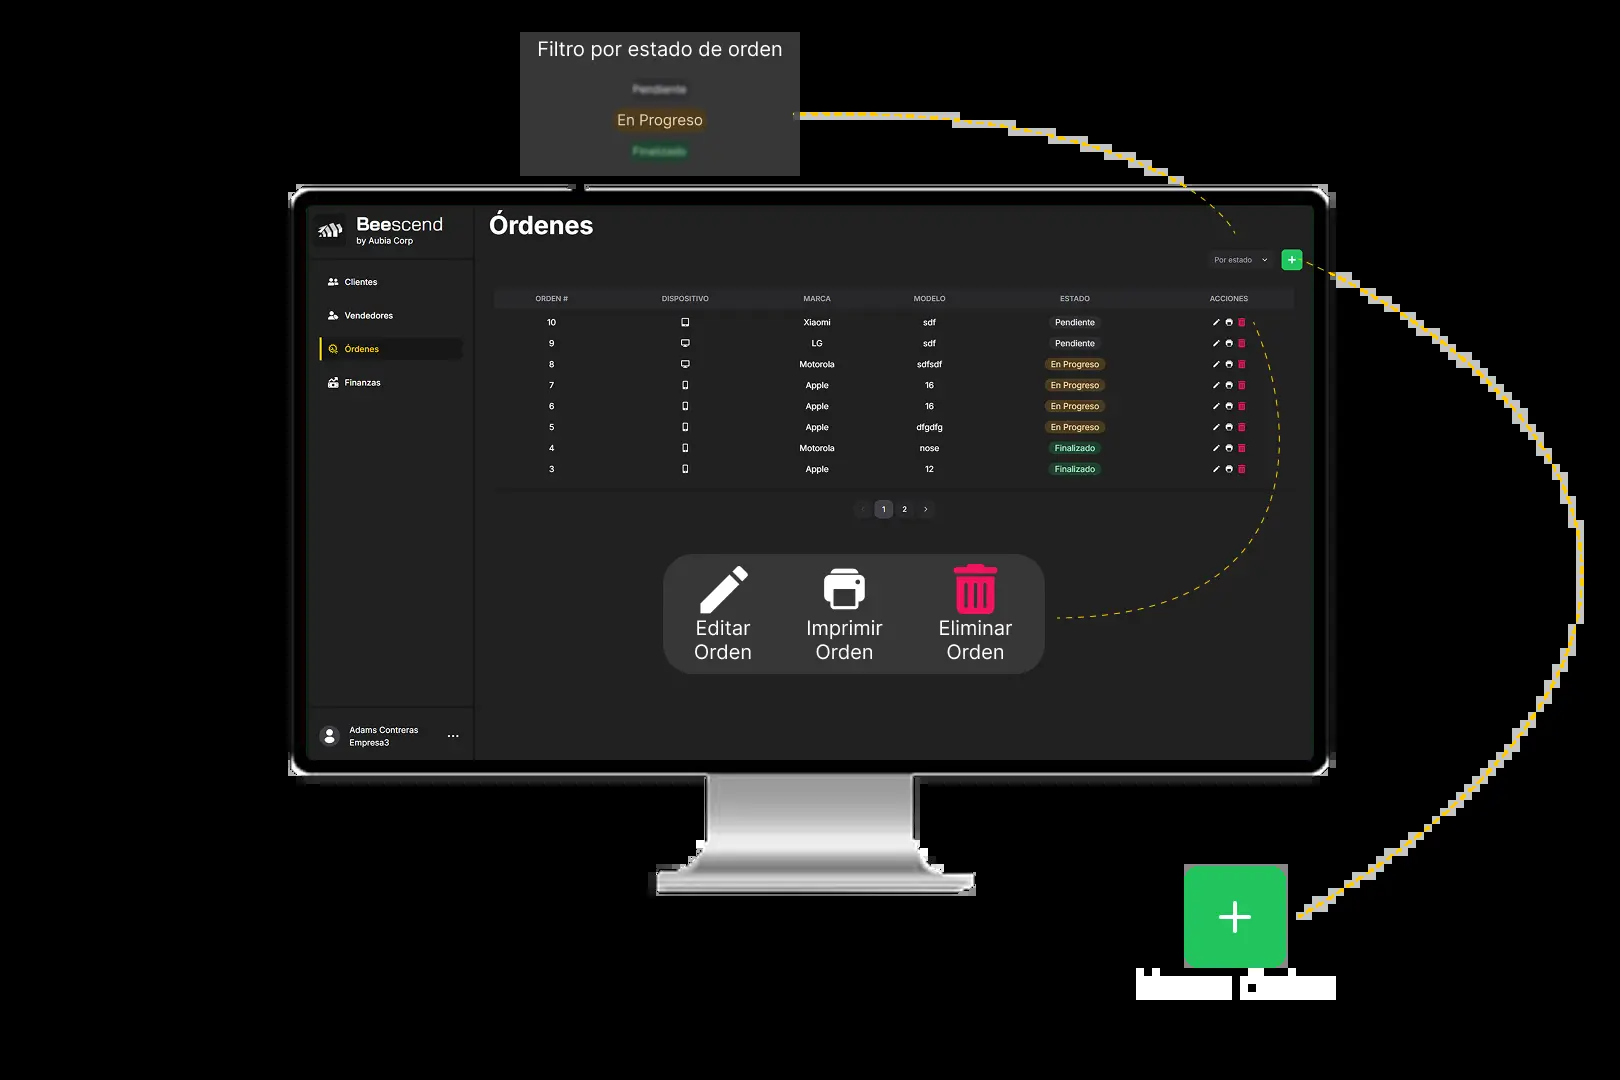 Filtro por estado de orden
Pendiente
En Progreso
Finalizado
Beescend
by Aubia Corp
Clientes
Vendedores
Órdenes
Finanzas
Adams Contreras
Empresa3
Órdenes
Por estado
+
ORDEN # DISPOSITIVO MARCA MODELO ESTADO ACCIONES
10 Xiaomi sdf Pendiente
9 LG sdf Pendiente
8 Motorola sdfsdf En Progreso
7 Apple 16 En Progreso
6 Apple 16 En Progreso
5 Apple dfgdfg En Progreso
4 Motorola nose Finalizado
3 Apple 12 Finalizado
1 2
Editar Orden
Imprimir Orden
Eliminar Orden
+